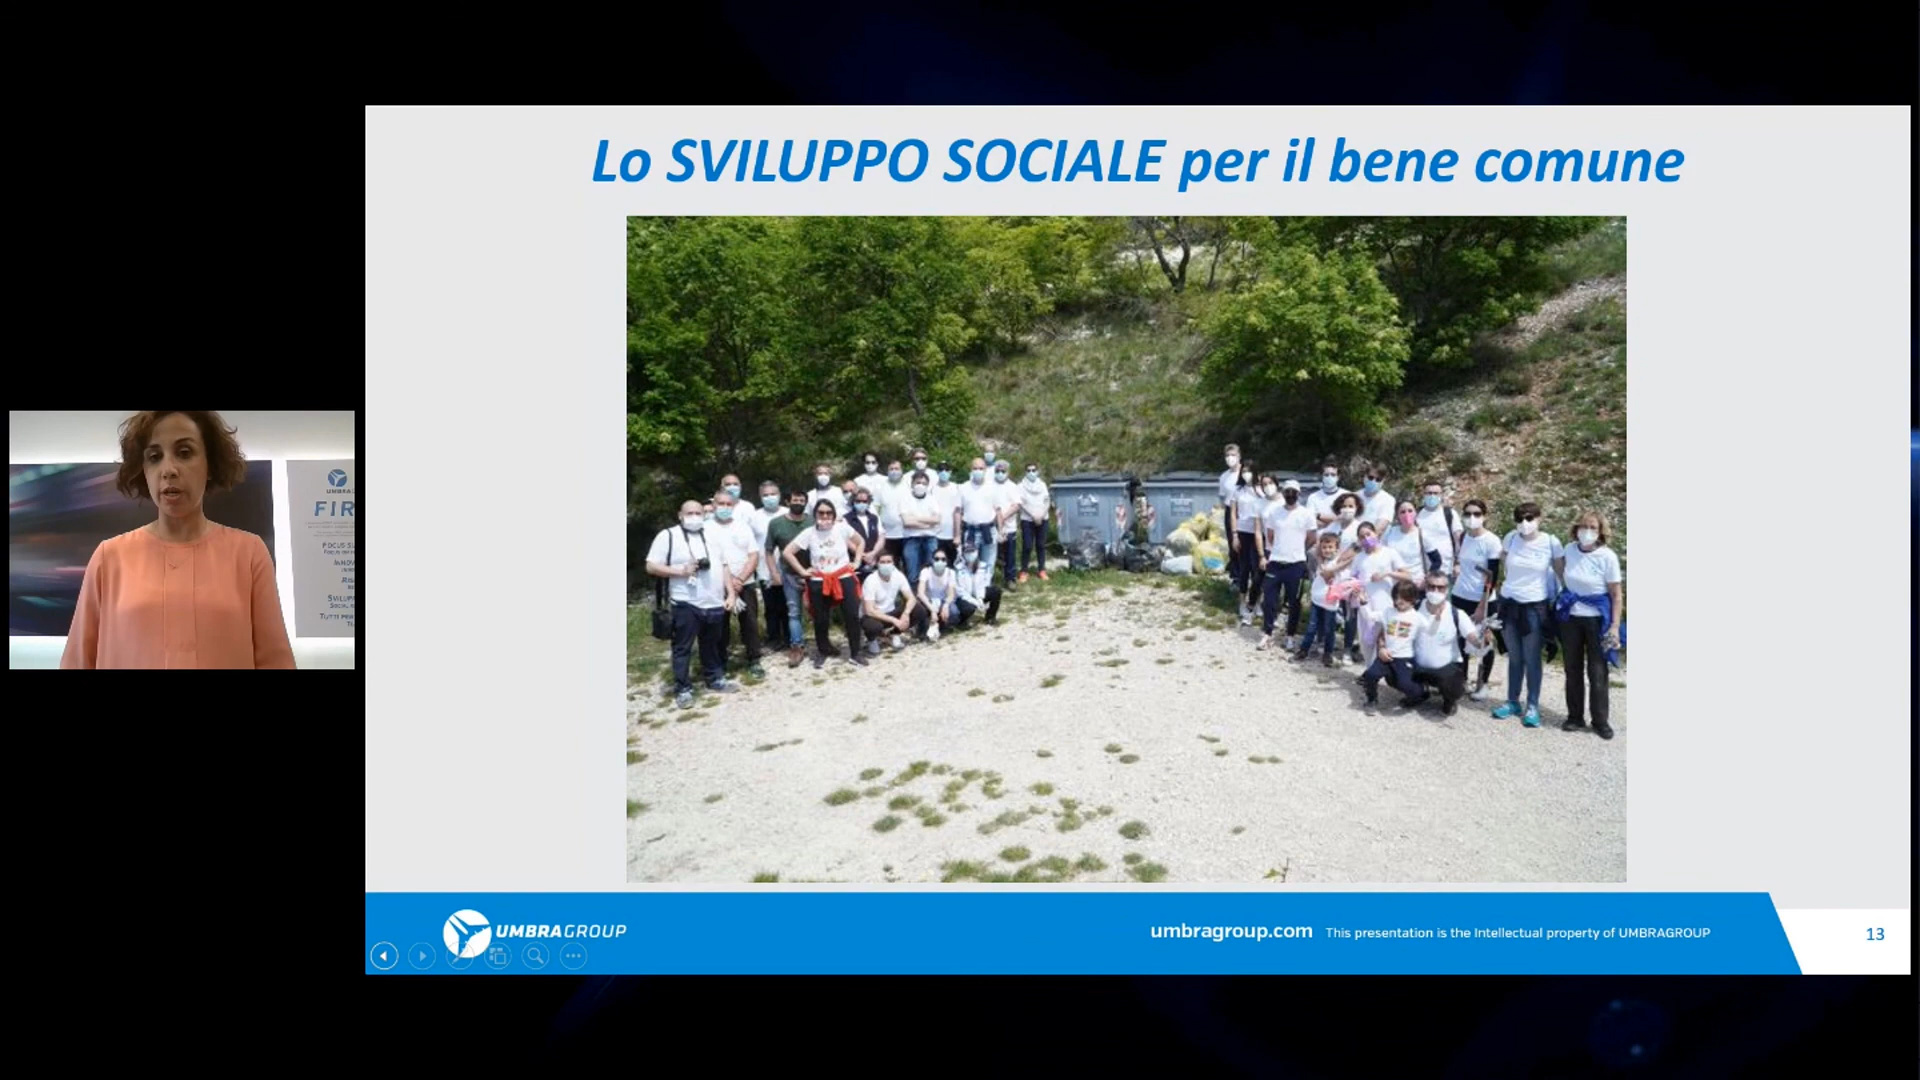 Lo SVILUPPO SOCIALE per il bene comune
FIR
UMBRAGROUP
umbragroup.com This presentation is the Intellectual property of UMBRAGROUP
13